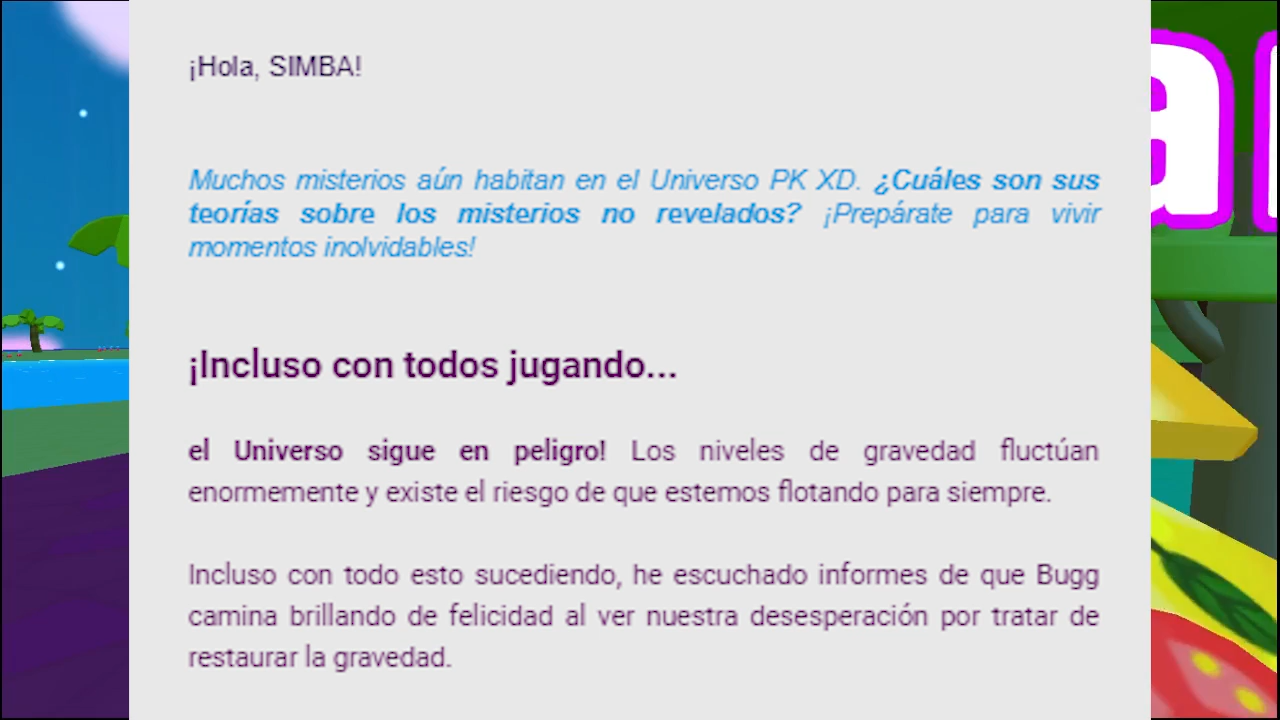 ¡Hola, SIMBA!
Muchos misterios aún habitan en el Universo PK XD. ¿Cuáles son sus
teorías sobre los misterios no revelados? ¡Prepárate para vivir
momentos inolvidables!
¡Incluso con todos jugando...
el Universo sigue en peligro! Los niveles de gravedad fluctúan
enormemente y existe el riesgo de que estemos flotando para siempre.
Incluso con todo esto sucediendo, he escuchado informes de que Bugg
camina brillando de felicidad al ver nuestra desesperación por tratar de
restaurar la gravedad.